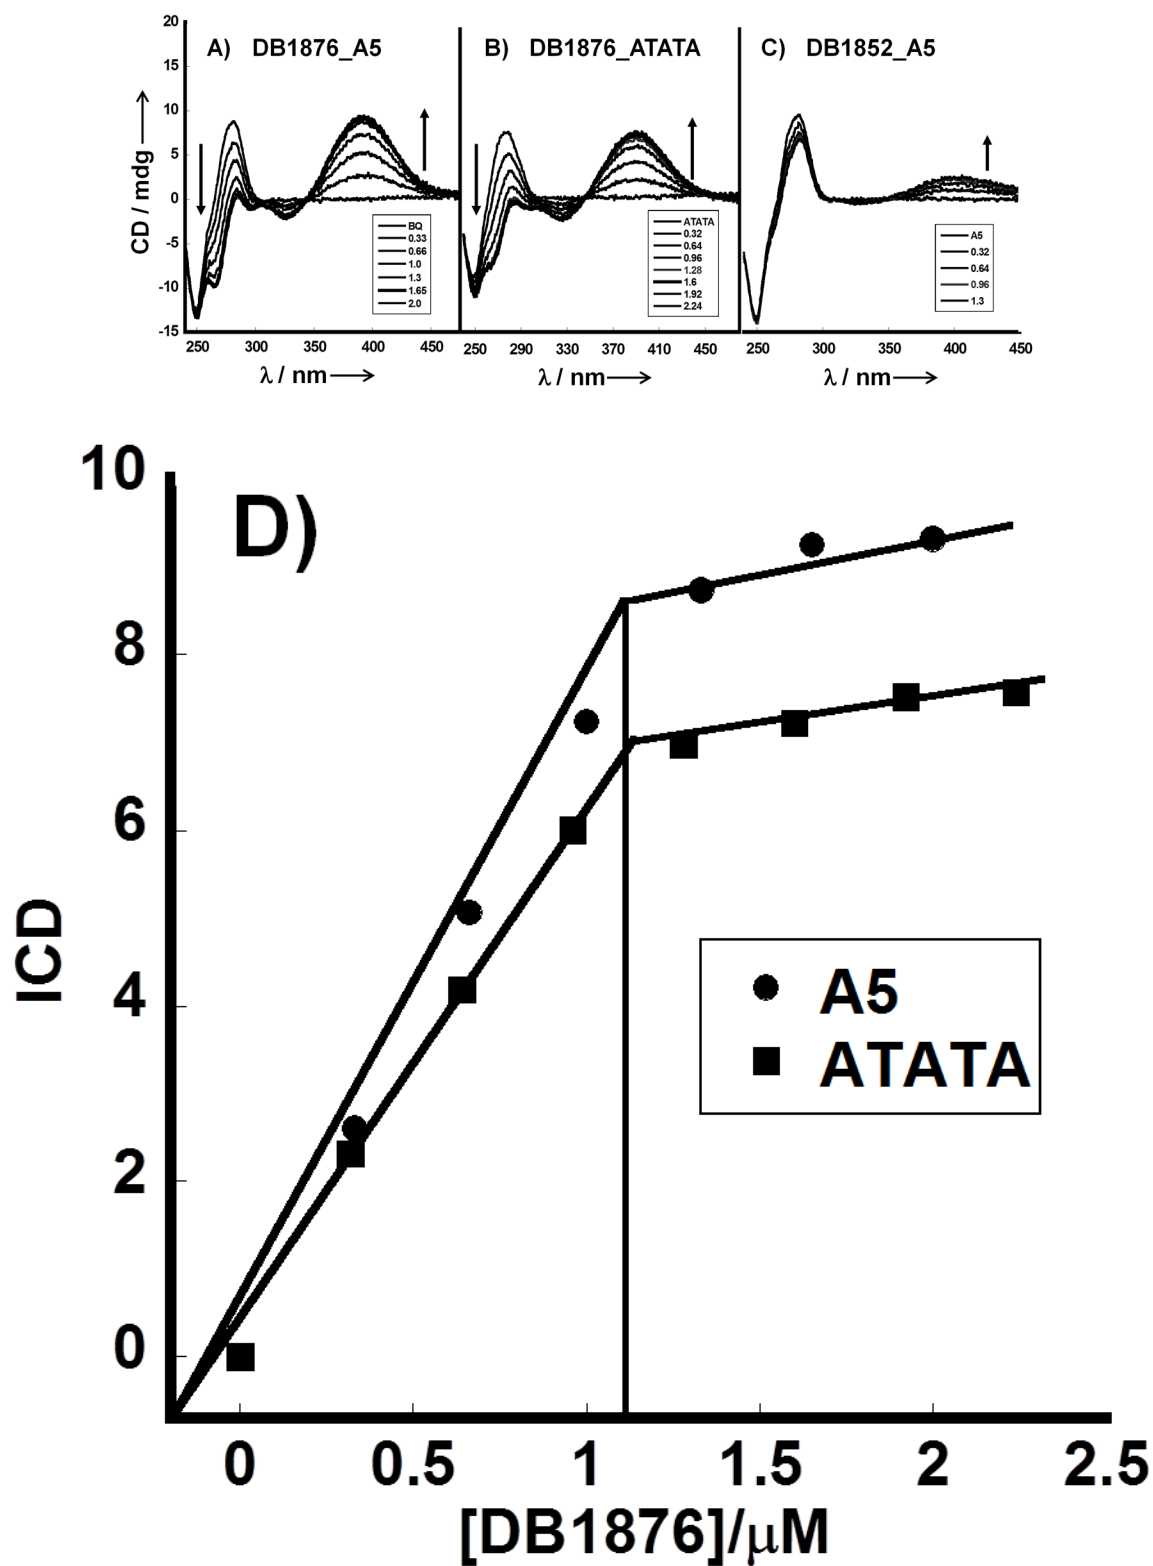 A) DB1876_A5
B) DB1876_ATATA
C) DB1852_A5
CD / mdg
20
15
10
5
0
-5
-10
-15
BQ
0.33
0.66
1.0
1.3
1.65
2.0
ATATA
0.32
0.64
0.96
1.28
1.6
1.92
2.24
A5
0.32
0.64
0.96
1.3
250 300 350 400 450
250 290 330 370 410 450
250 300 350 400 450
λ / nm
λ / nm
λ / nm
D)
ICD
10
8
6
4
2
0
A5
ATATA
0 0.5 1 1.5 2 2.5
[DB1876]/μM